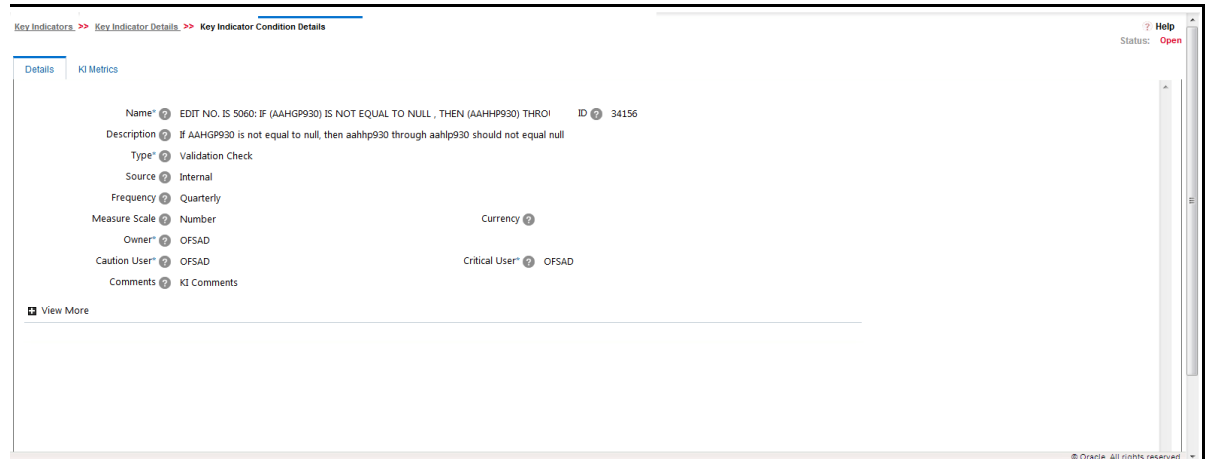 Key Indicators >> Key Indicator Details >> Key Indicator Condition Details
? Help
Status: Open
Details KI Metrics
Name* ? EDIT NO. IS 5060: IF (AAHGP930) IS NOT EQUAL TO NULL , THEN (AAHHP930) THROU ID ? 34156
Description ? If AAHGP930 is not equal to null, then aahhp930 through aahlp930 should not equal null
Type* ? Validation Check
Source ? Internal
Frequency ? Quarterly
Measure Scale ? Number Currency ?
Owner* ? OFSAD
Caution User* ? OFSAD Critical User* ? OFSAD
Comments ? KI Comments
View More
© Oracle. All rights reserved